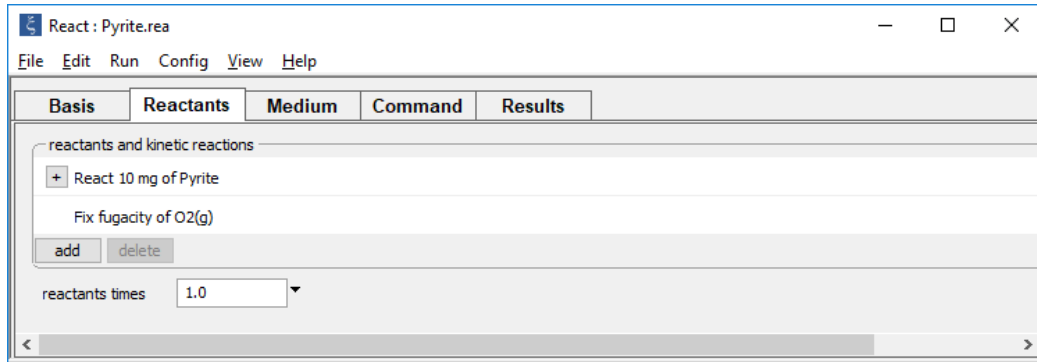 React : Pyrite.rea
File Edit Run Config View Help
Basis Reactants Medium Command Results
reactants and kinetic reactions
+ React 10 mg of Pyrite
Fix fugacity of O2(g)
add delete
reactants times 1.0